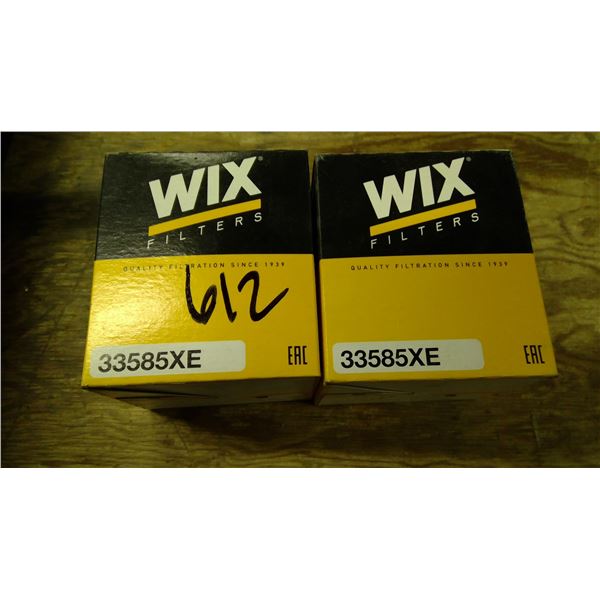 WIX®
FILTERS
QUALITY FILTRATION SINCE 1939
612
33585XE
EAC
WIX®
FILTERS
QUALITY FILTRATION SINCE 1939
33585XE
EAC